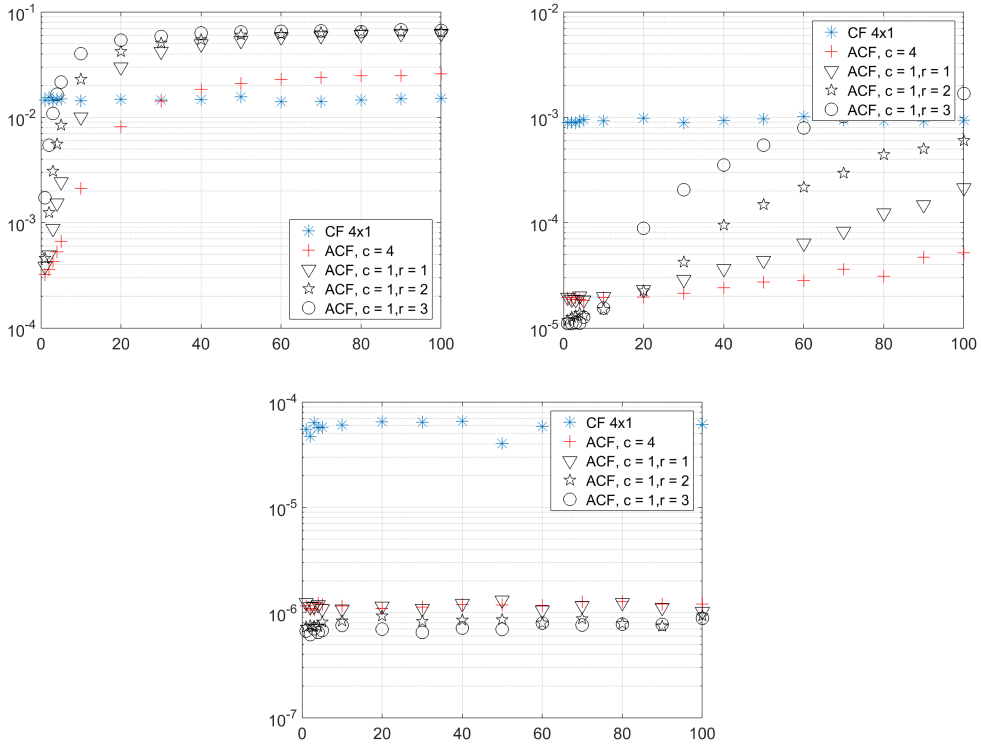 10-1
10-2
10-3
10-4
0 20 40 60 80 100
CF 4x1
ACF, c = 4
ACF, c = 1,r = 1
ACF, c = 1,r = 2
ACF, c = 1,r = 3
10-2
10-3
10-4
10-5
0 20 40 60 80 100
CF 4x1
ACF, c = 4
ACF, c = 1,r = 1
ACF, c = 1,r = 2
ACF, c = 1,r = 3
10-4
10-5
10-6
10-7
0 20 40 60 80 100
CF 4x1
ACF, c = 4
ACF, c = 1,r = 1
ACF, c = 1,r = 2
ACF, c = 1,r = 3